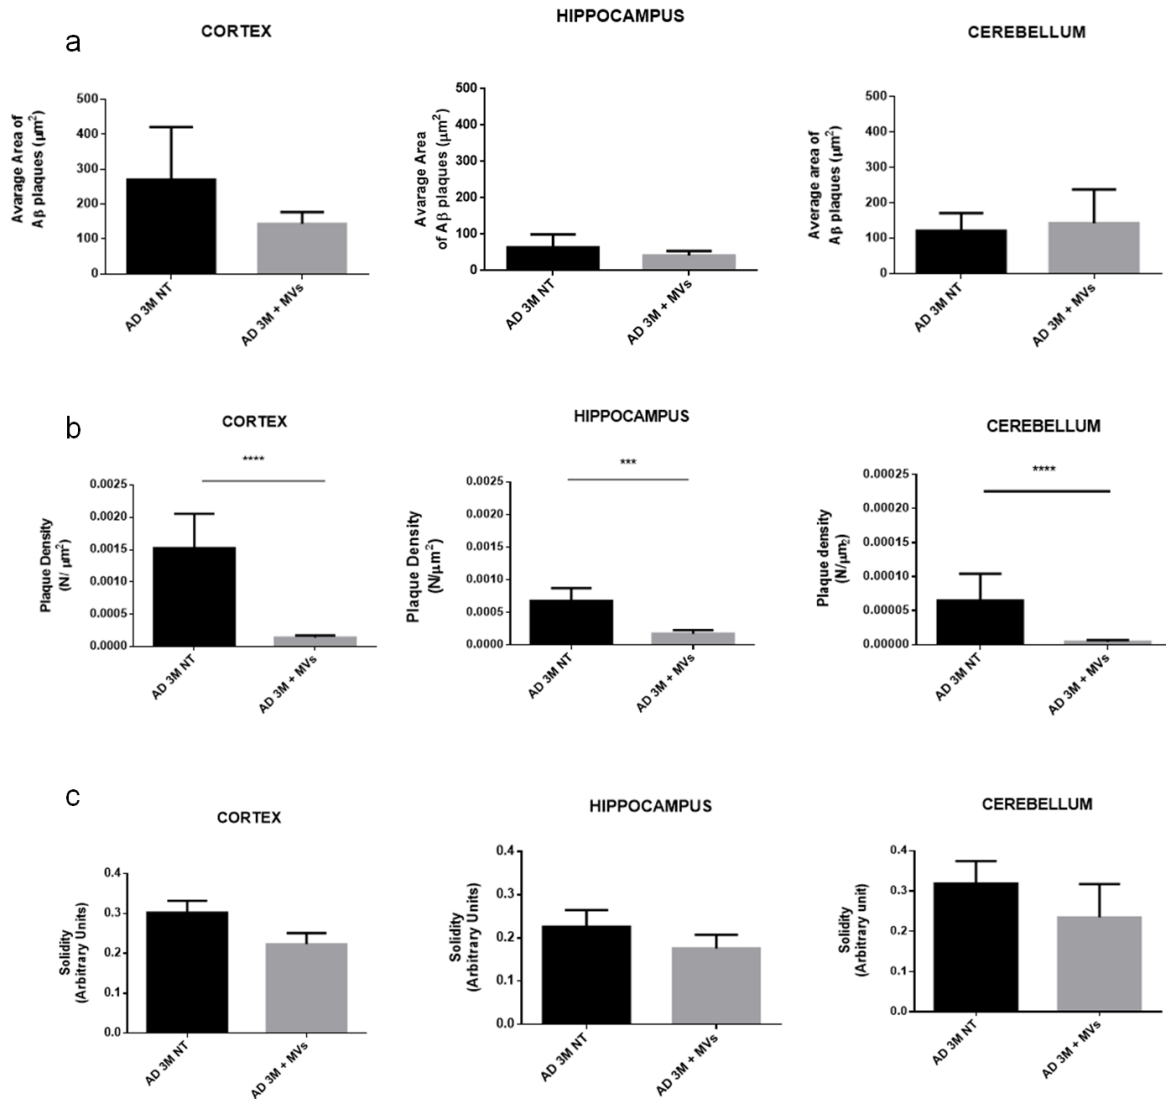 a
CORTEX
Avarage Area of
Aβ plaques (μm²)
500
400
300
200
100
0
AD 3M NT
AD 3M + MVs
HIPPOCAMPUS
Avarage Area
of Aβ plaques (μm²)
500
400
300
200
100
0
AD 3M NT
AD 3M + MVs
CEREBELLUM
Average area of
Aβ plaques (μm²)
500
400
300
200
100
0
AD 3M NT
AD 3M + MVs
b
CORTEX
****
Plaque Density
(N/ μm²)
0.0025
0.0020
0.0015
0.0010
0.0005
0.0000
AD 3M NT
AD 3M + MVs
HIPPOCAMPUS
***
Plaque Density
(N/μm²)
0.0025
0.0020
0.0015
0.0010
0.0005
0.0000
AD 3M NT
AD 3M + MVs
CEREBELLUM
****
Plaque density
(N/μm₂)
0.00025
0.00020
0.00015
0.00010
0.00005
0.00000
AD 3M NT
AD 3M + MVs
c
CORTEX
Solidity
(Arbitrary Units)
0.4
0.3
0.2
0.1
0.0
AD 3M NT
AD 3M + MVs
HIPPOCAMPUS
Solidity
(Arbitrary Units)
0.4
0.3
0.2
0.1
0.0
AD 3M NT
AD 3M + MVs
CEREBELLUM
Solidity
(Arbitrary unit)
0.4
0.3
0.2
0.1
0.0
AD 3M NT
AD 3M + MVs